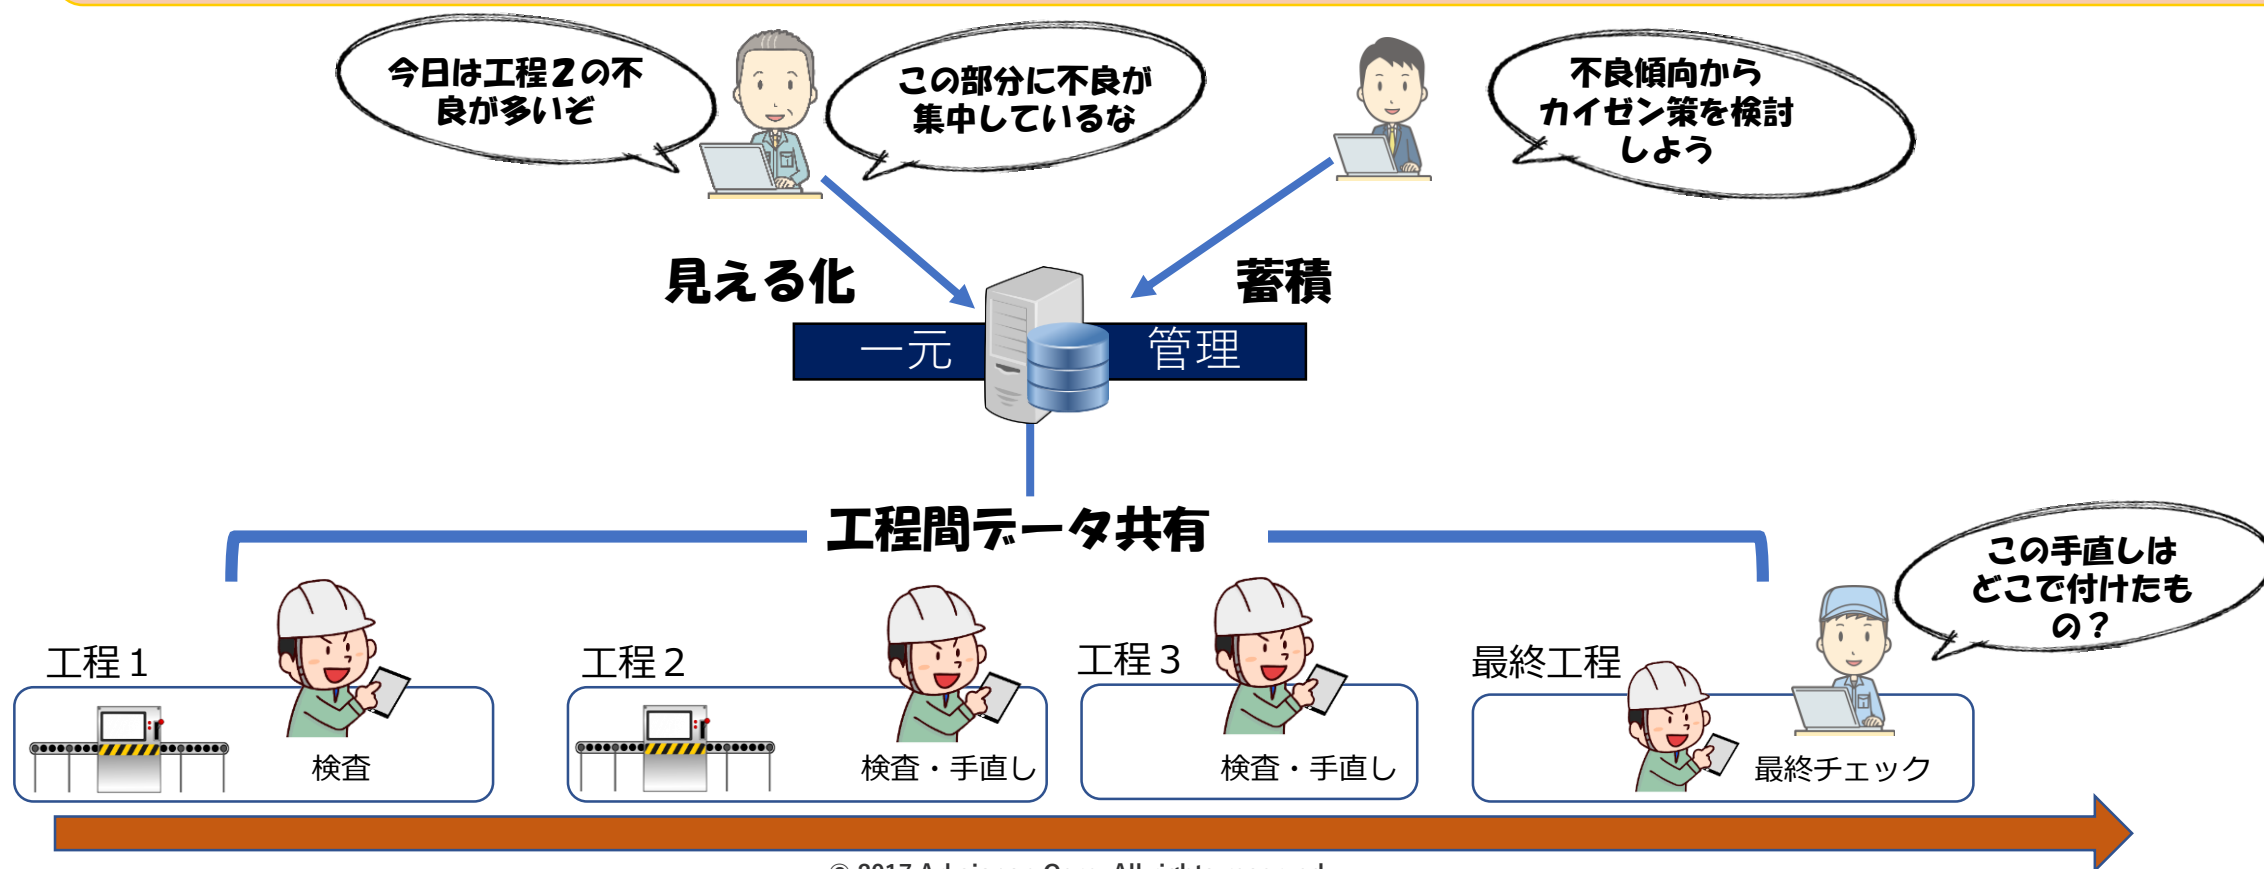 今日は工程２の不
良が多いぞ
この部分に不良が
集中しているな
不良傾向から
カイゼン策を検討
しよう
見える化
蓄積
一元
管理
工程間データ共有
この手直しは
どこで付けたも
の？
工程１
工程２
工程３
最終工程
検査
検査・手直し
検査・手直し
最終チェック